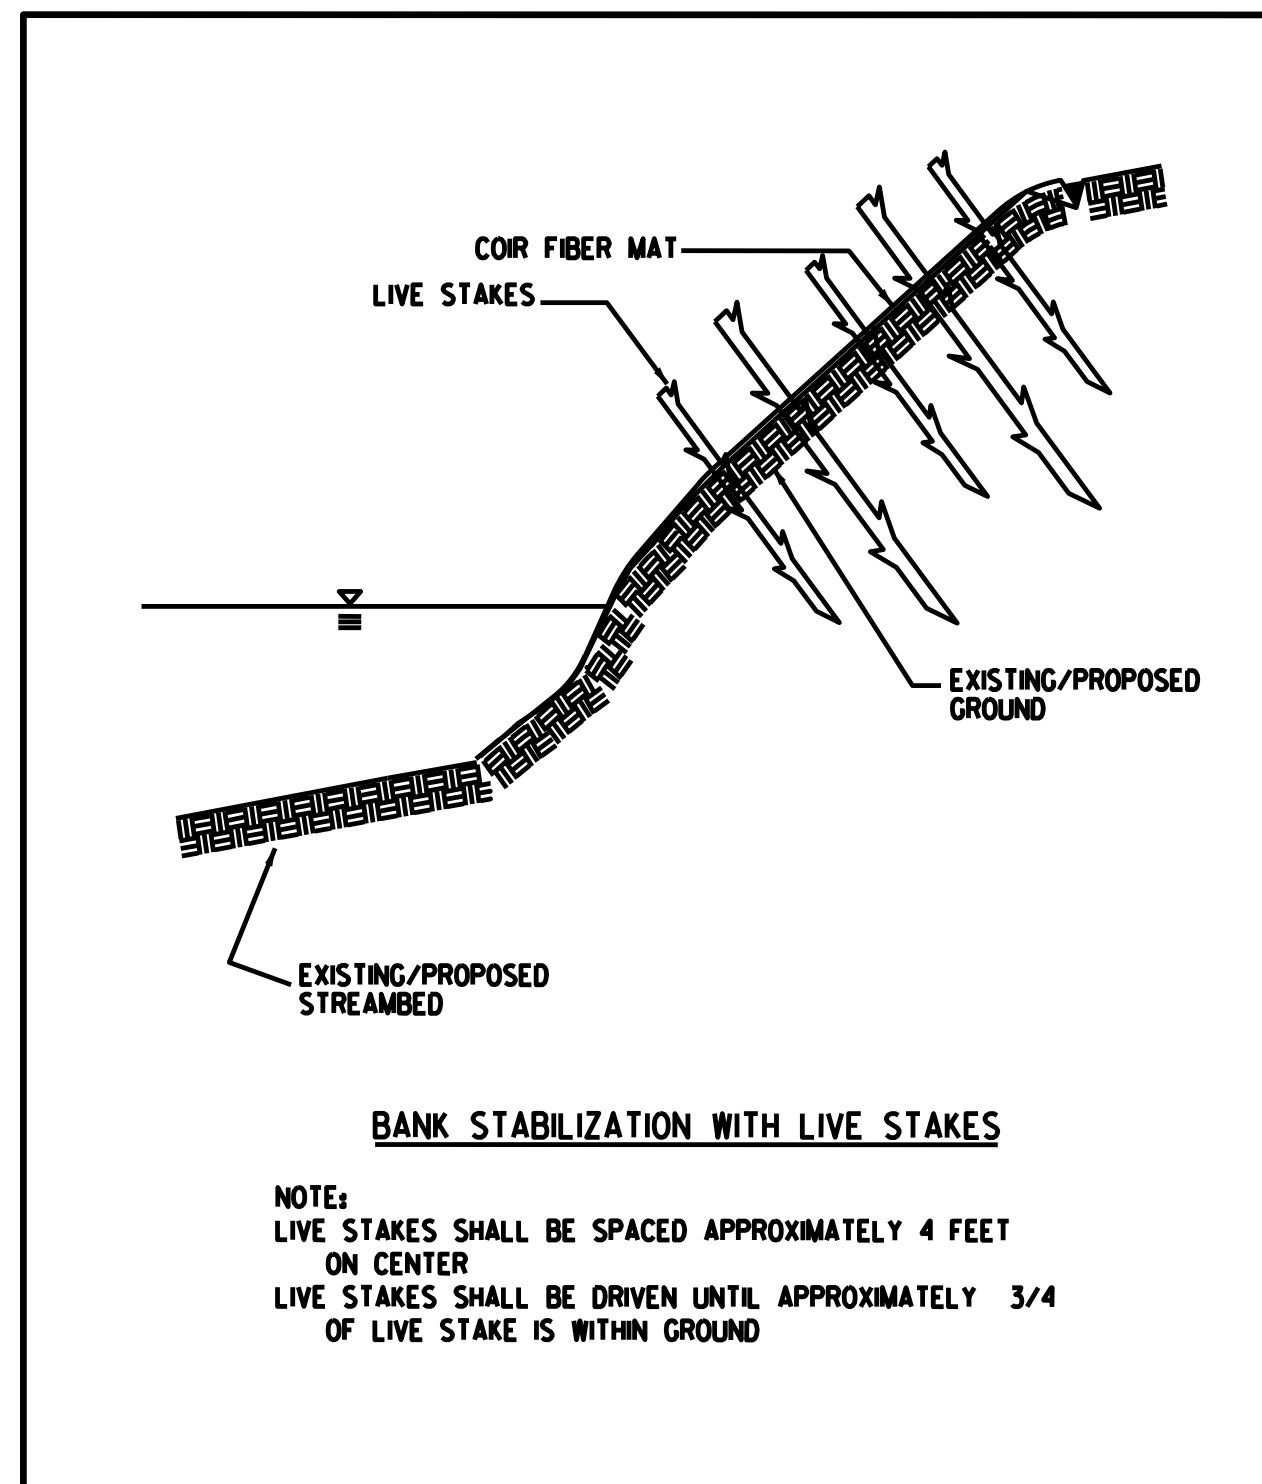 COIR FIBER MAT
LIVE STAKES
EXISTING/PROPOSED
GROUND
EXISTING/PROPOSED
STREAMBED
BANK STABILIZATION WITH LIVE STAKES
NOTE:
LIVE STAKES SHALL BE SPACED APPROXIMATELY 4 FEET
ON CENTER
LIVE STAKES SHALL BE DRIVEN UNTIL APPROXIMATELY 3/4
OF LIVE STAKE IS WITHIN GROUND